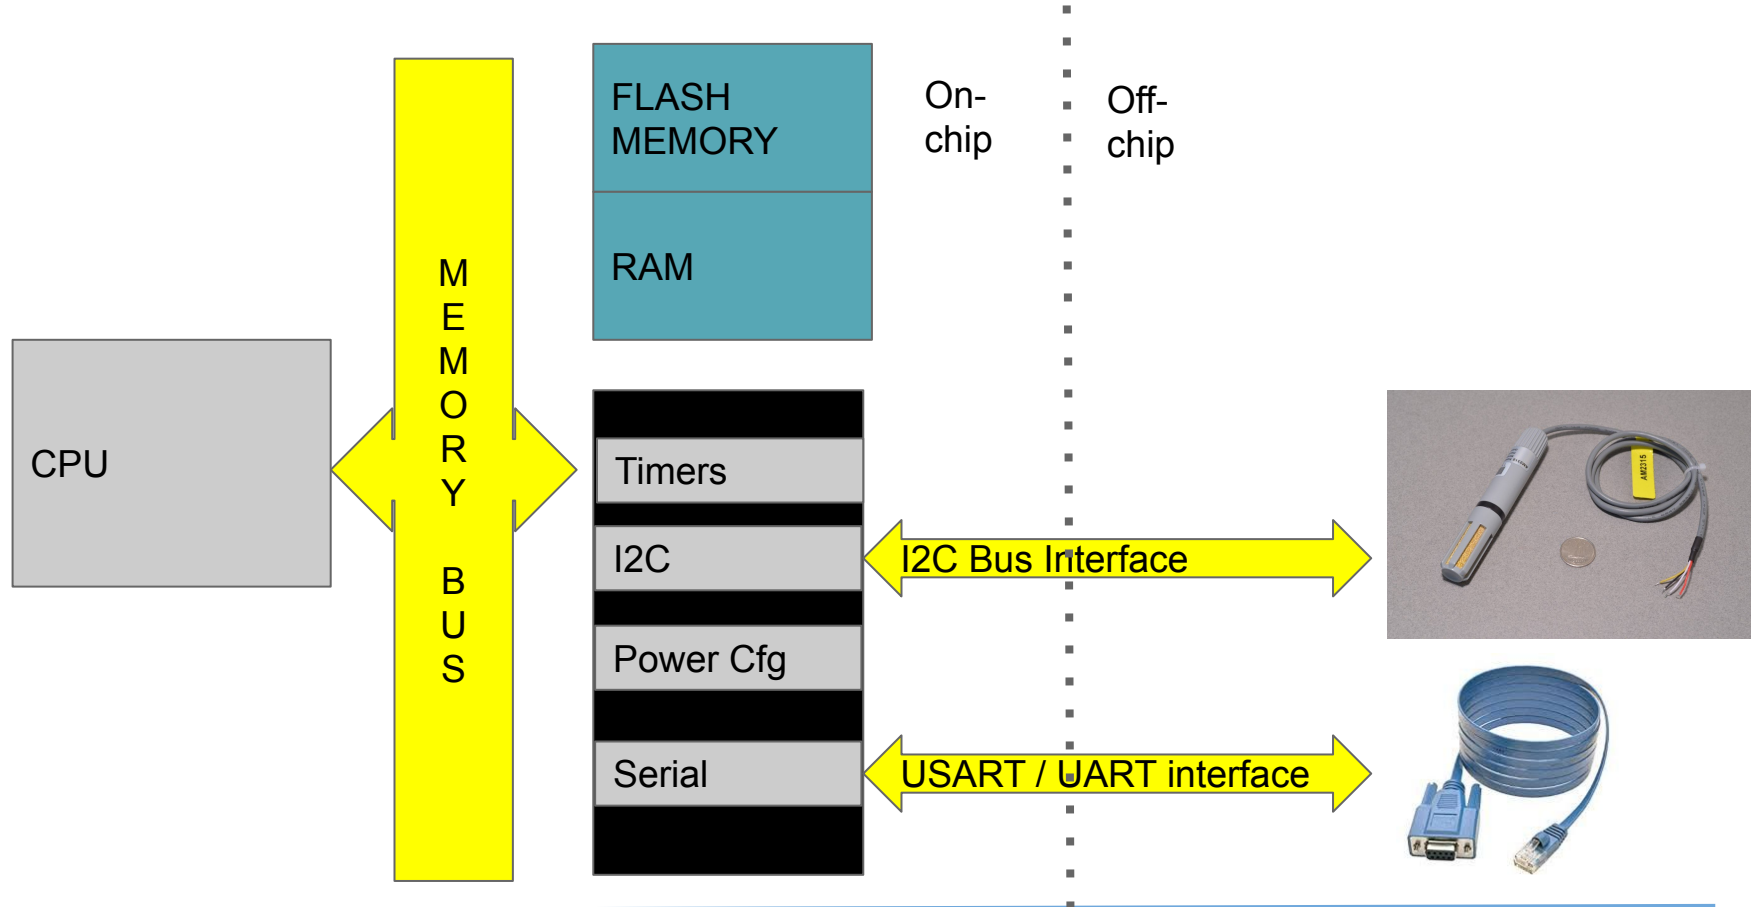 FLASH
MEMORY
On-
chip
Off-
chip
RAM
CPU
M
E
M
O
R
Y
B
U
S
Timers
I2C
I2C Bus Interface
AM2315
Power Cfg
Serial
USART / UART interface